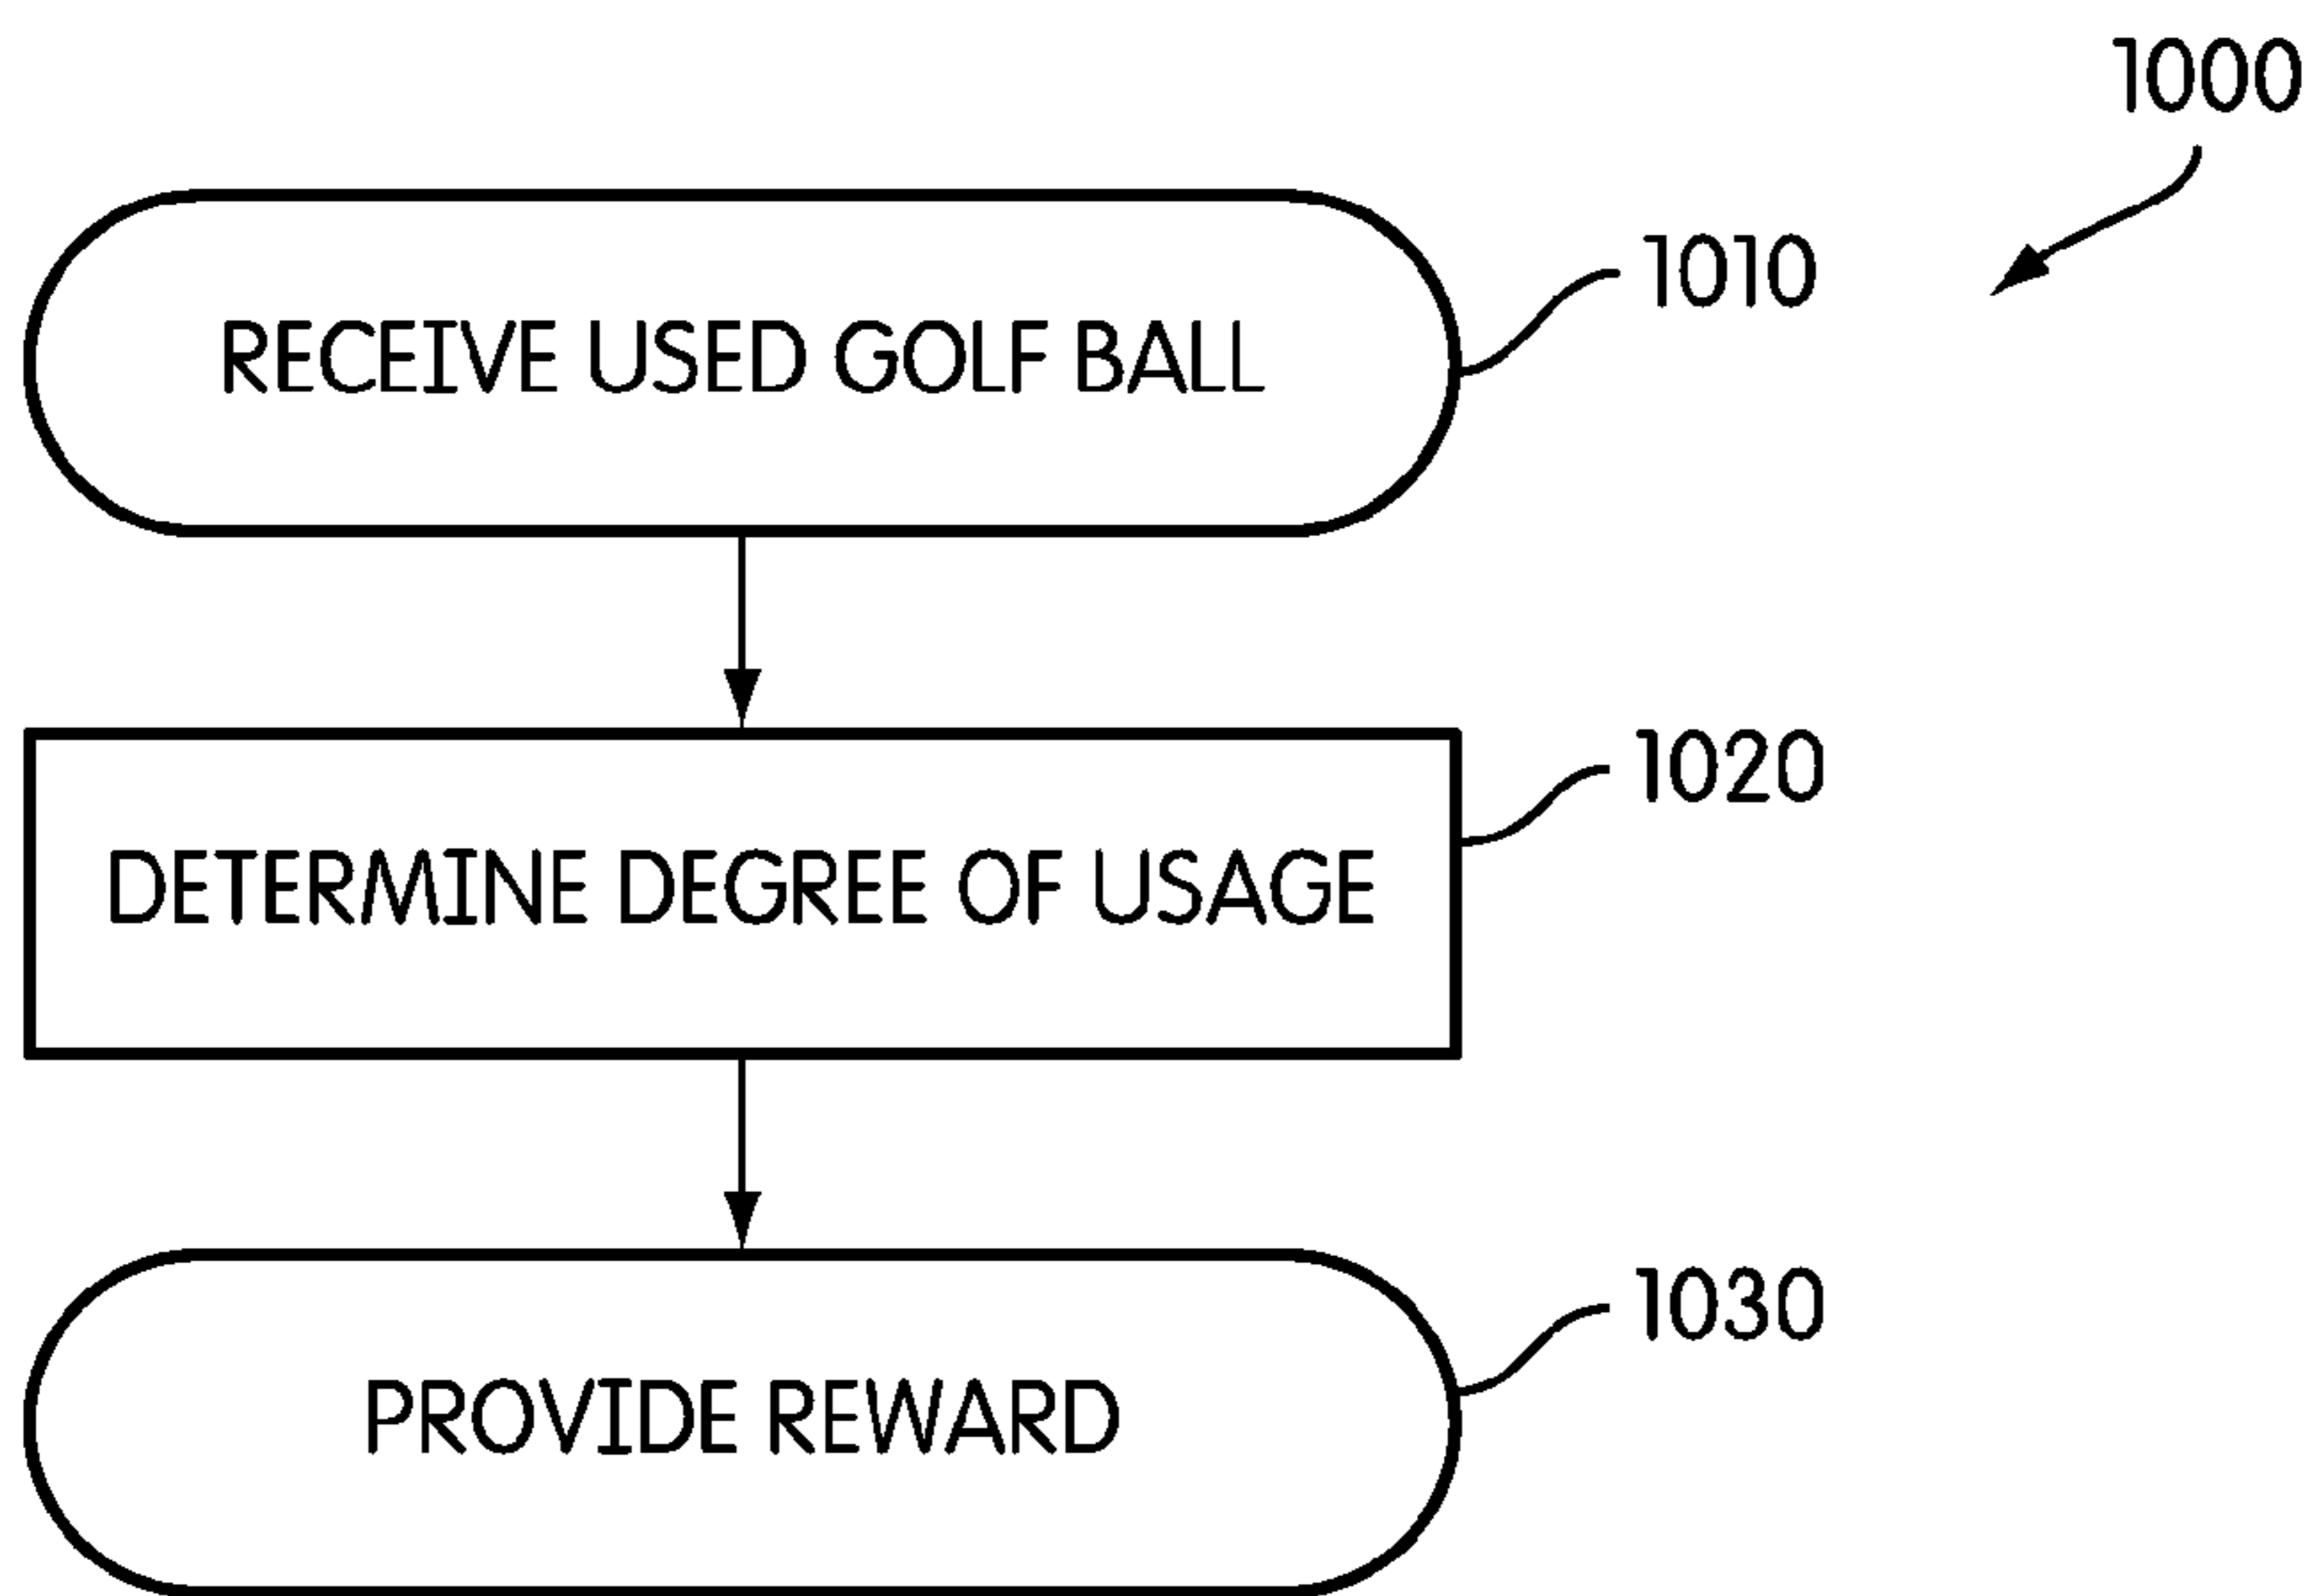 1000
RECEIVE USED GOLF BALL
1010
DETERMINE DEGREE OF USAGE
1020
PROVIDE REWARD
1030